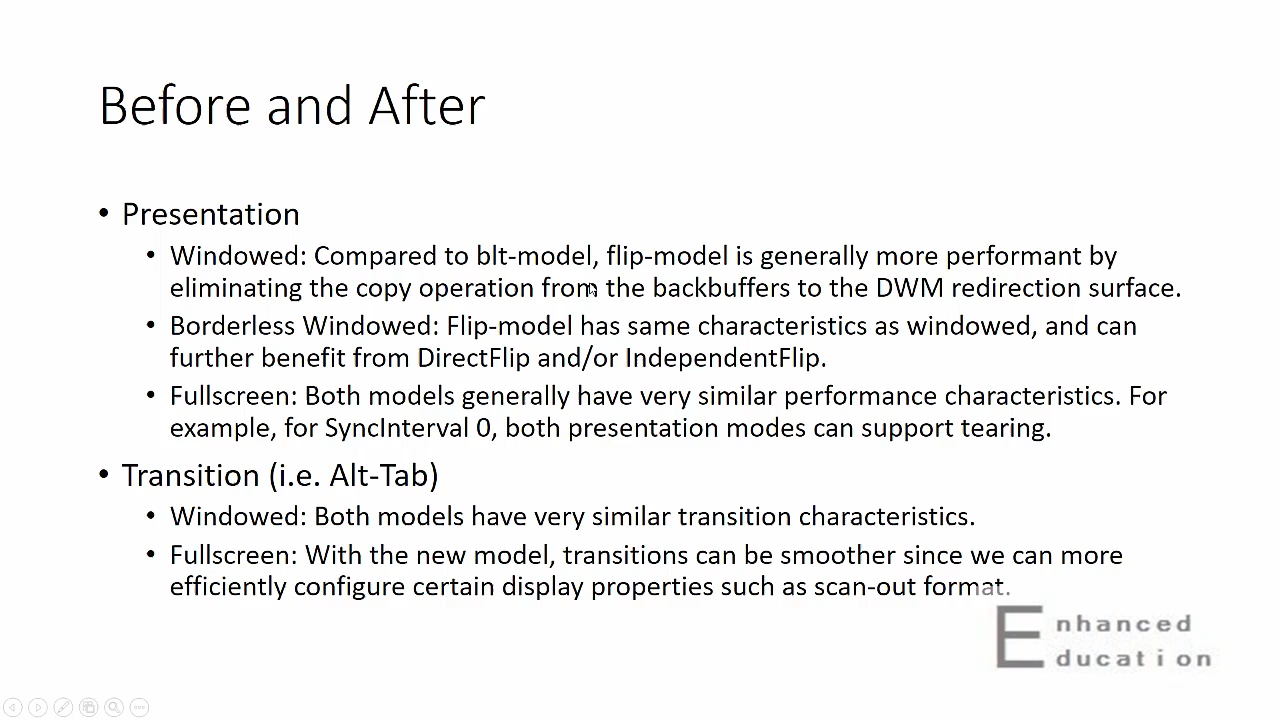 Before and After
• Presentation
• Windowed: Compared to blt-model, flip-model is generally more performant by
eliminating the copy operation from the backbuffers to the DWM redirection surface.
• Borderless Windowed: Flip-model has same characteristics as windowed, and can
further benefit from DirectFlip and/or IndependentFlip.
• Fullscreen: Both models generally have very similar performance characteristics. For
example, for SyncInterval 0, both presentation modes can support tearing.
• Transition (i.e. Alt-Tab)
• Windowed: Both models have very similar transition characteristics.
• Fullscreen: With the new model, transitions can be smoother since we can more
efficiently configure certain display properties such as scan-out format.
Enhanced
Education